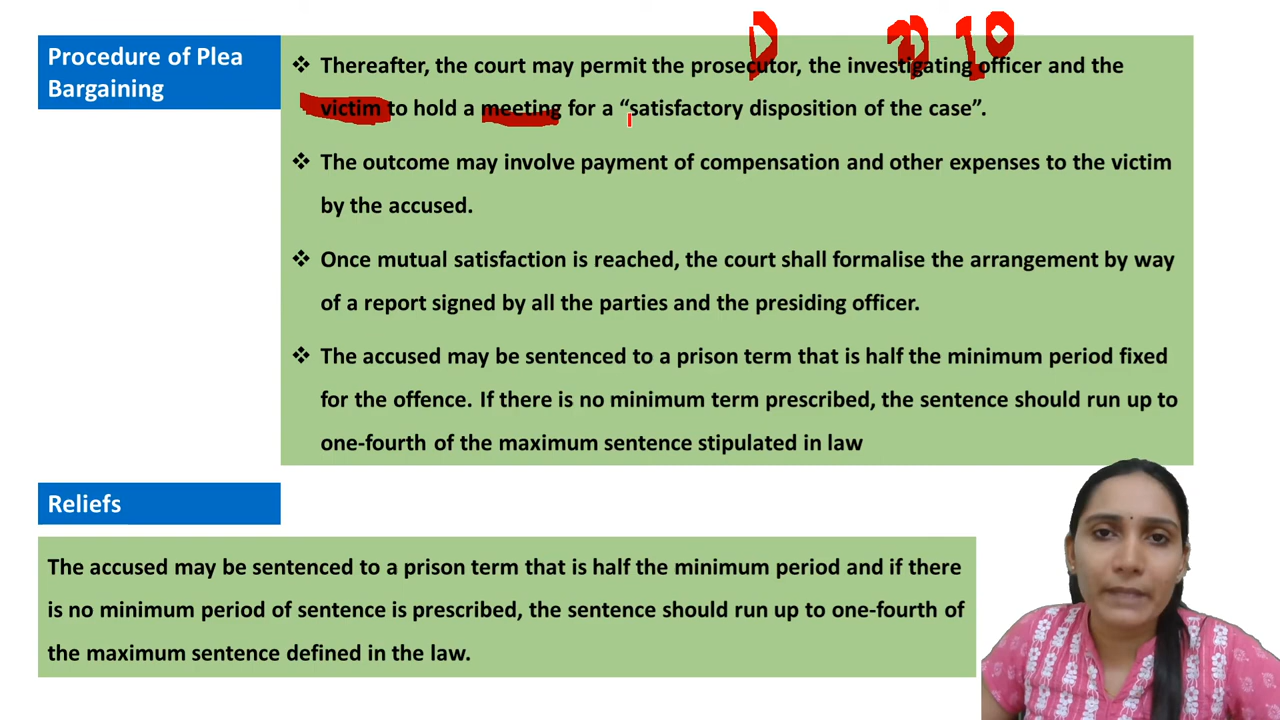 Procedure of Plea
Bargaining
❖ Thereafter, the court may permit the prosecutor, the investigating officer and the
victim to hold a meeting for a “satisfactory disposition of the case”.
❖ The outcome may involve payment of compensation and other expenses to the victim
by the accused.
❖ Once mutual satisfaction is reached, the court shall formalise the arrangement by way
of a report signed by all the parties and the presiding officer.
❖ The accused may be sentenced to a prison term that is half the minimum period fixed
for the offence. If there is no minimum term prescribed, the sentence should run up to
one-fourth of the maximum sentence stipulated in law
Reliefs
The accused may be sentenced to a prison term that is half the minimum period and if there
is no minimum period of sentence is prescribed, the sentence should run up to one-fourth of
the maximum sentence defined in the law.